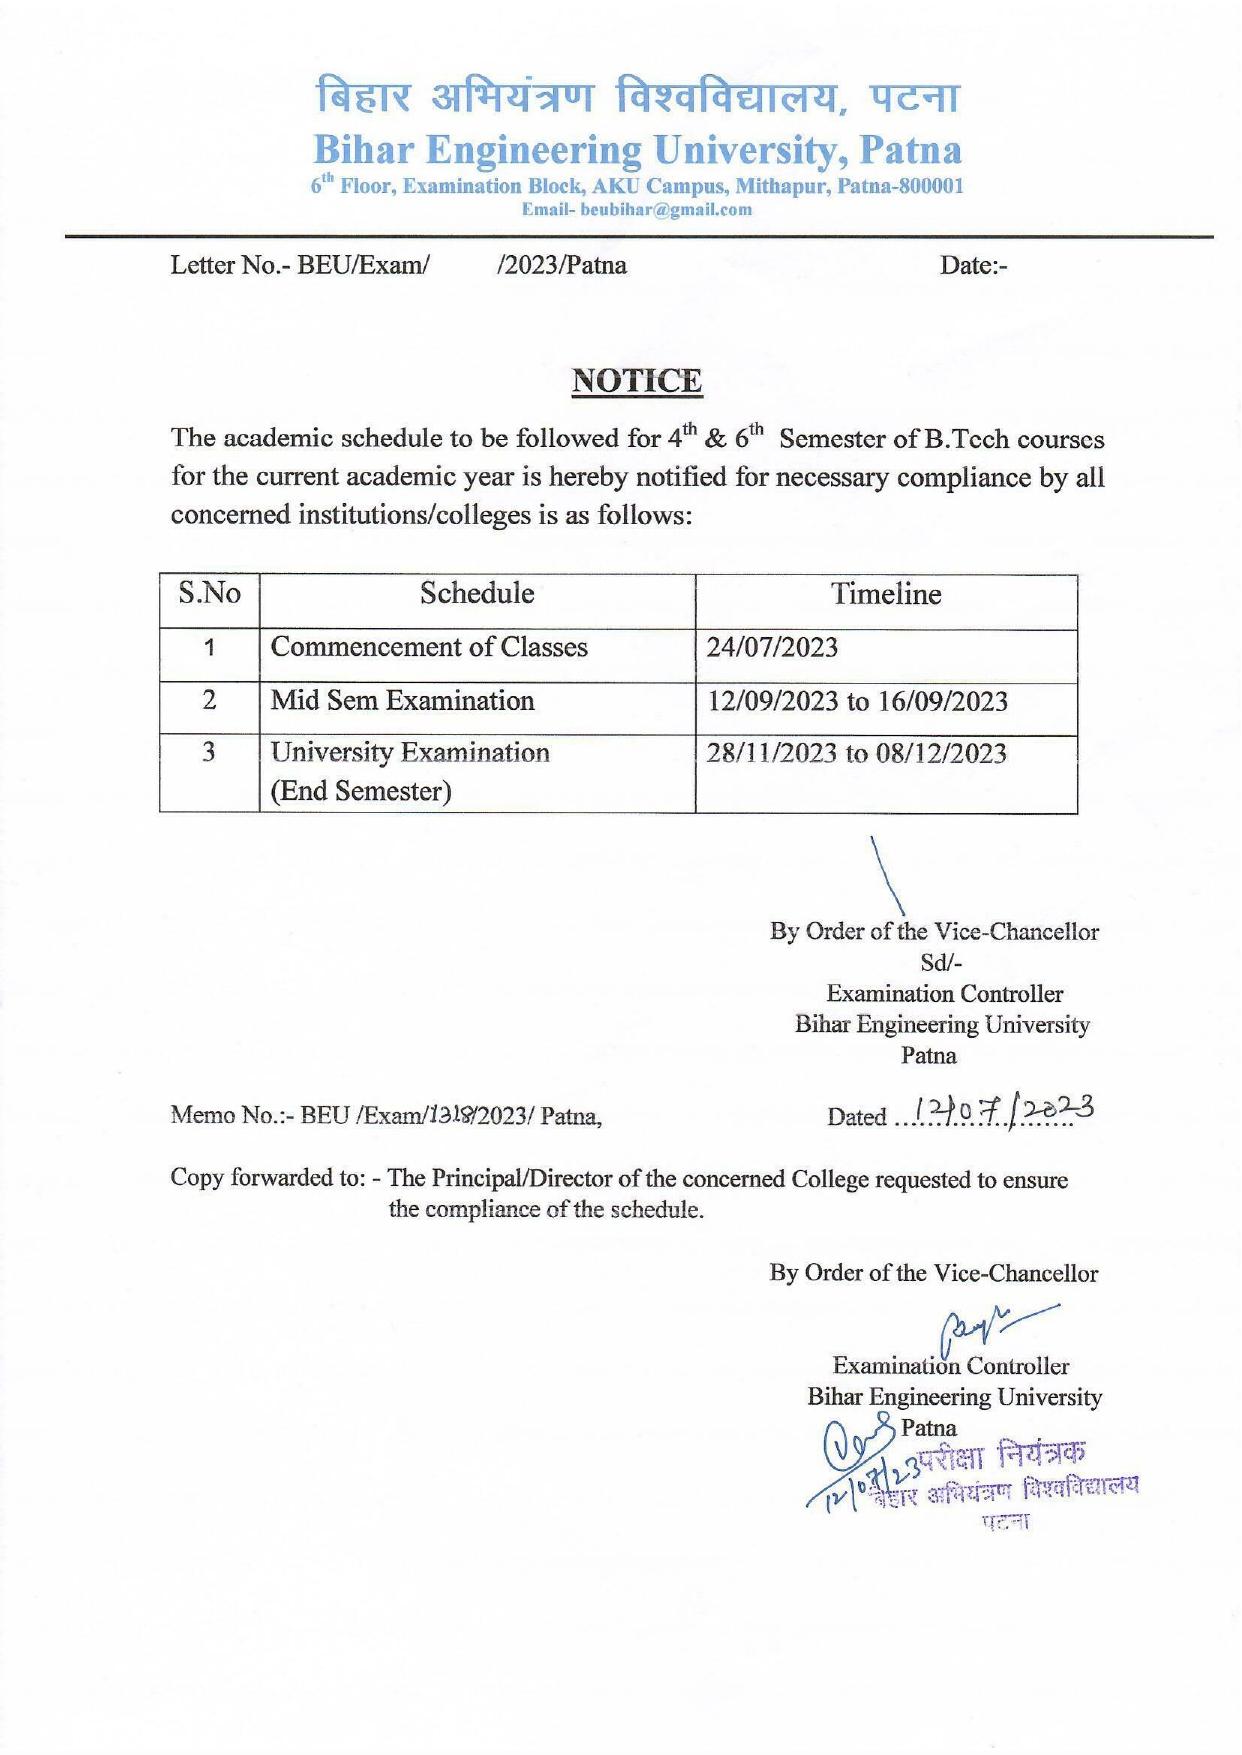 बिहार अभियंत्रण विश्वविद्यालय, पटना
Bihar Engineering University, Patna
6th Floor, Examination Block, AKU Campus, Mithapur, Patna-800001
Email- beubihar@gmail.com
Letter No.- BEU/Exam/ /2023/Patna Date:-
NOTICE
The academic schedule to be followed for 4th & 6th Semester of B.Tech courses
for the current academic year is hereby notified for necessary compliance by all
concerned institutions/colleges is as follows:
S.No Schedule Timeline
1 Commencement of Classes 24/07/2023
2 Mid Sem Examination 12/09/2023 to 16/09/2023
3 University Examination 28/11/2023 to 08/12/2023
(End Semester)
By Order of the Vice-Chancellor
Sd/-
Examination Controller
Bihar Engineering University
Patna
Memo No.:- BEU /Exam/1318/2023/ Patna, Dated ..12/07/2023
Copy forwarded to: - The Principal/Director of the concerned College requested to ensure
the compliance of the schedule.
By Order of the Vice-Chancellor
Examination Controller
Bihar Engineering University
Patna
12/07/23
परीक्षा नियंत्रक
बिहार अभियंत्रण विश्वविद्यालय
पटना